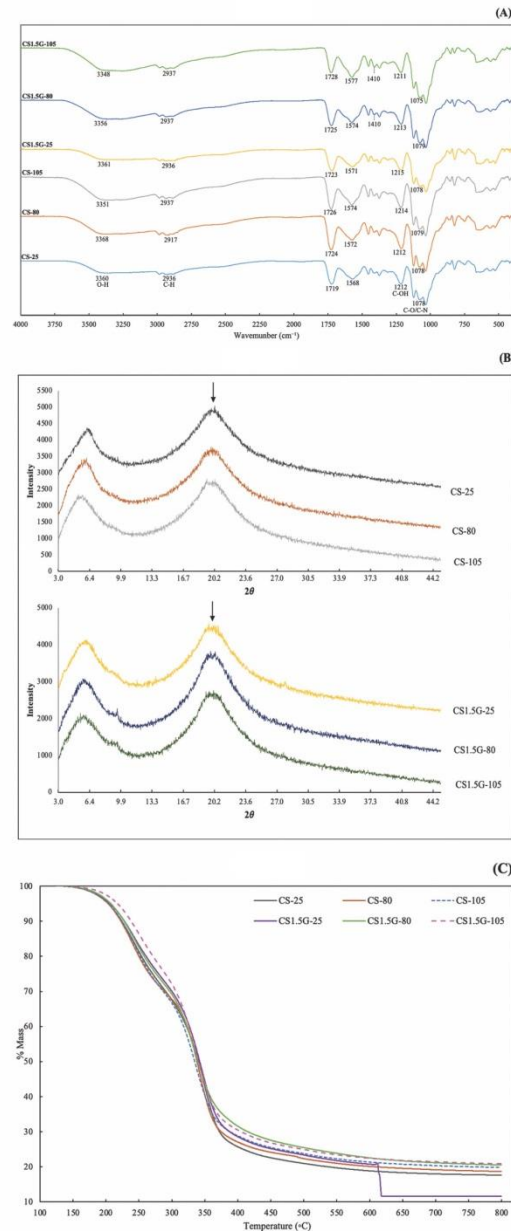 (A)
CS1.5G-105
3348
2937
1728
1577
1410
1211
1075
CS1.5G-80
3356
2937
1725
1574
1410
1213
1079
CS1.5G-25
3361
2936
1723
1571
1215
1078
CS-105
3351
2937
1726
1574
1214
1079
CS-80
3368
2917
1724
1572
1212
1078
CS-25
3360
O-H
2936
C-H
1719
1568
1212
C-OH
1078
C-O/C-N
4000 3750 3500 3250 3000 2750 2500 2250 2000 1750 1500 1250 1000 750 500
Wavemunber (cm⁻¹)
(B)
5500
5000
4500
4000
3500
3000
2500
2000
1500
1000
500
0
Intensity
CS-25
CS-80
CS-105
3.0 6.4 9.9 13.3 16.7 20.2 23.6 27.0 30.5 33.9 37.3 40.8 44.2
2θ
5000
4000
3000
2000
1000
0
Intensity
CS1.5G-25
CS1.5G-80
CS1.5G-105
3.0 6.4 9.9 13.3 16.7 20.2 23.6 27.0 30.5 33.9 37.3 40.8 44.2
2θ
(C)
CS-25 CS-80 CS-105
CS1.5G-25 CS1.5G-80 CS1.5G-105
100
90
80
70
60
50
40
30
20
10
% Mass
100 150 200 250 300 350 400 450 500 550 600 650 700 750 800
Temperature (◦C)